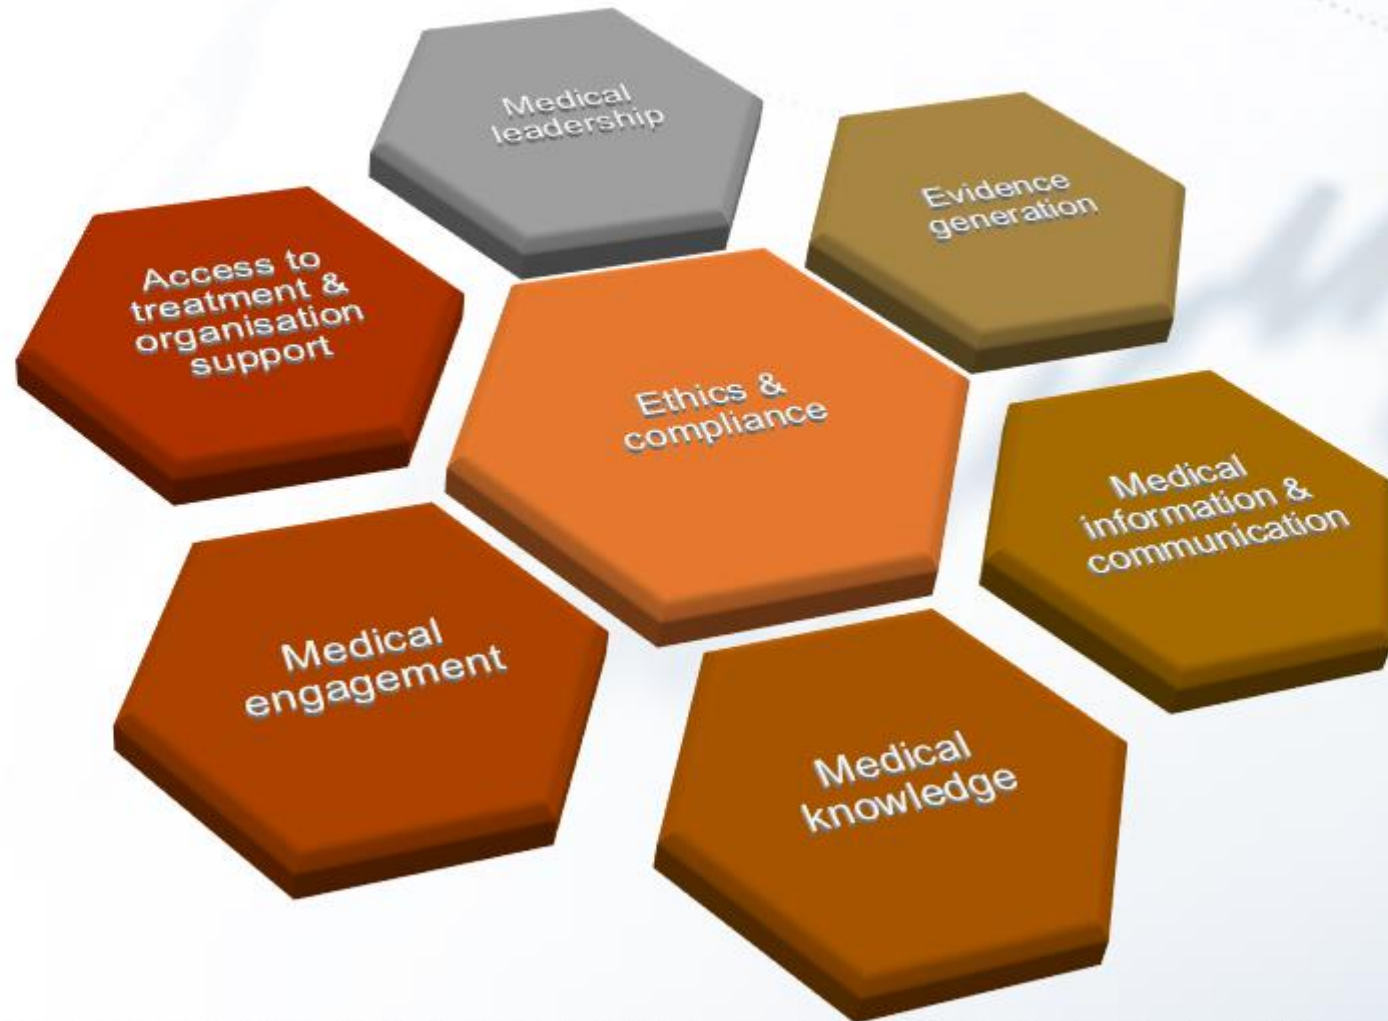 Medical
leadership
Evidence
generation
Access to
treatment &
organisation
support
Ethics &
compliance
Medical
information &
communication
Medical
engagement
Medical
knowledge